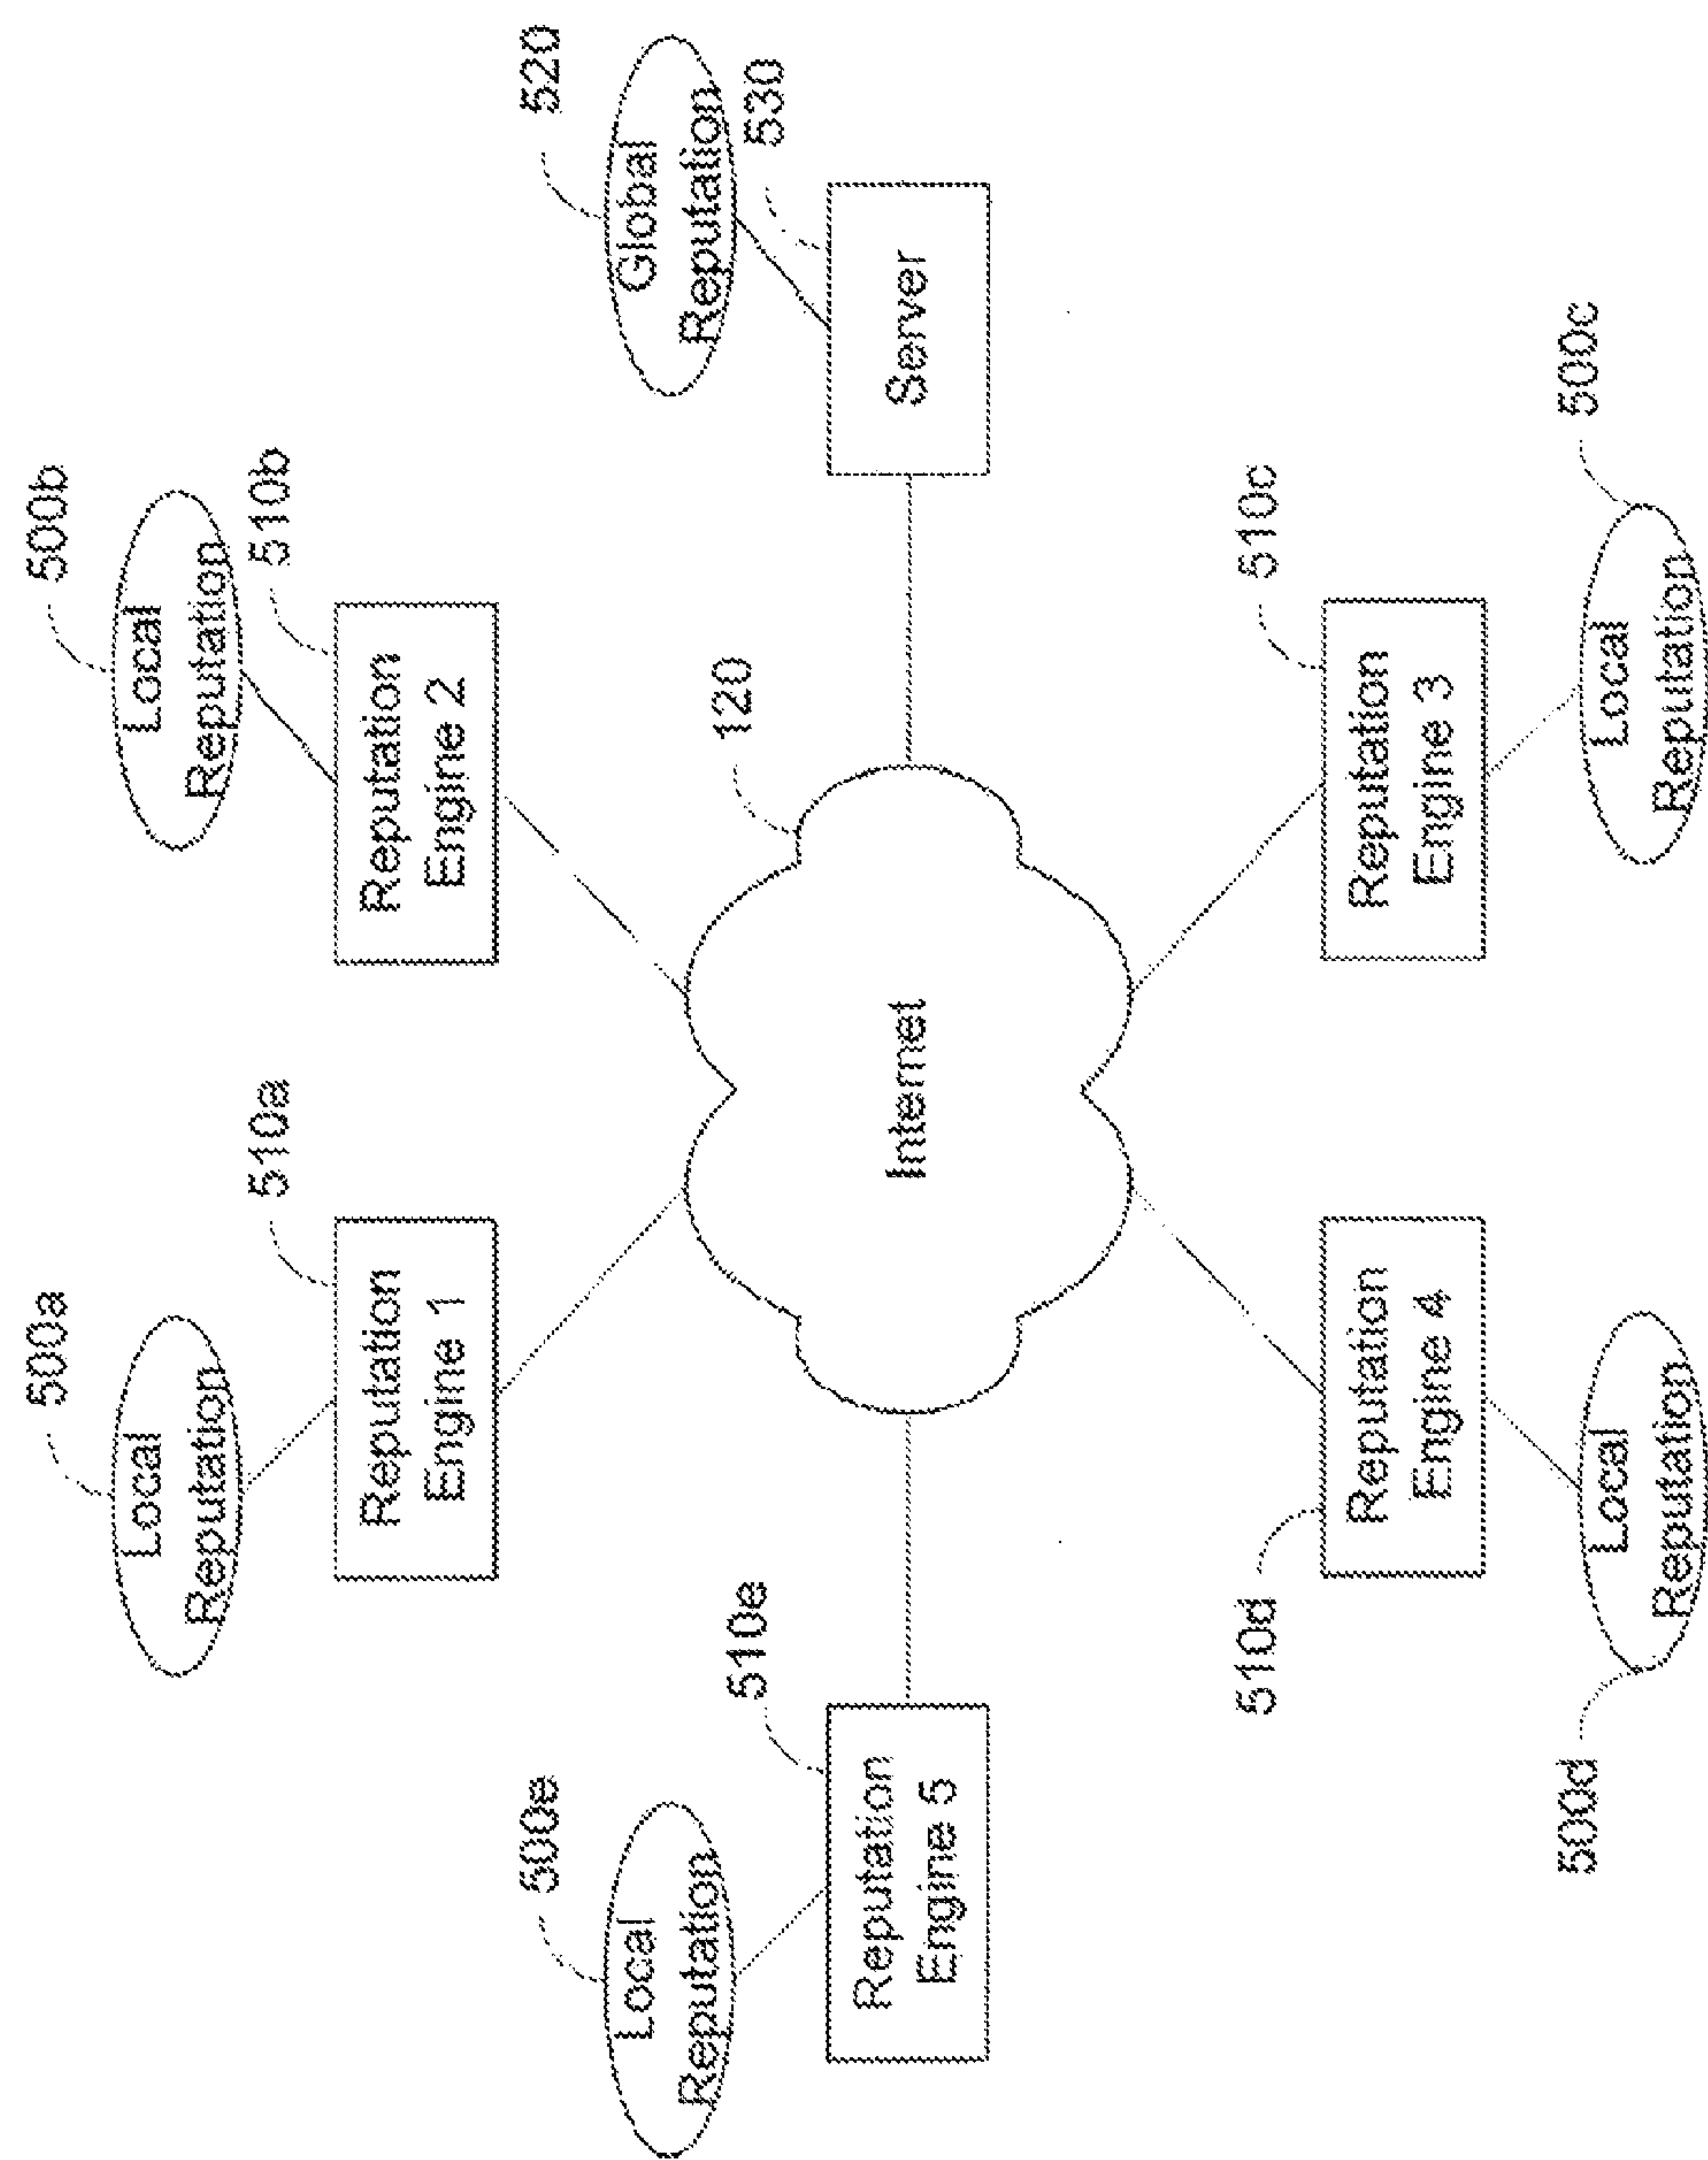 500a
Local
Reputation
510a
Reputation
Engine 1
500b
Local
Reputation
510b
Reputation
Engine 2
500e
Local
Reputation
510e
Reputation
Engine 5
120
Internet
520
Global
Reputation
530
Server
510d
Reputation
Engine 4
500d
Local
Reputation
510c
Reputation
Engine 3
500c
Local
Reputation